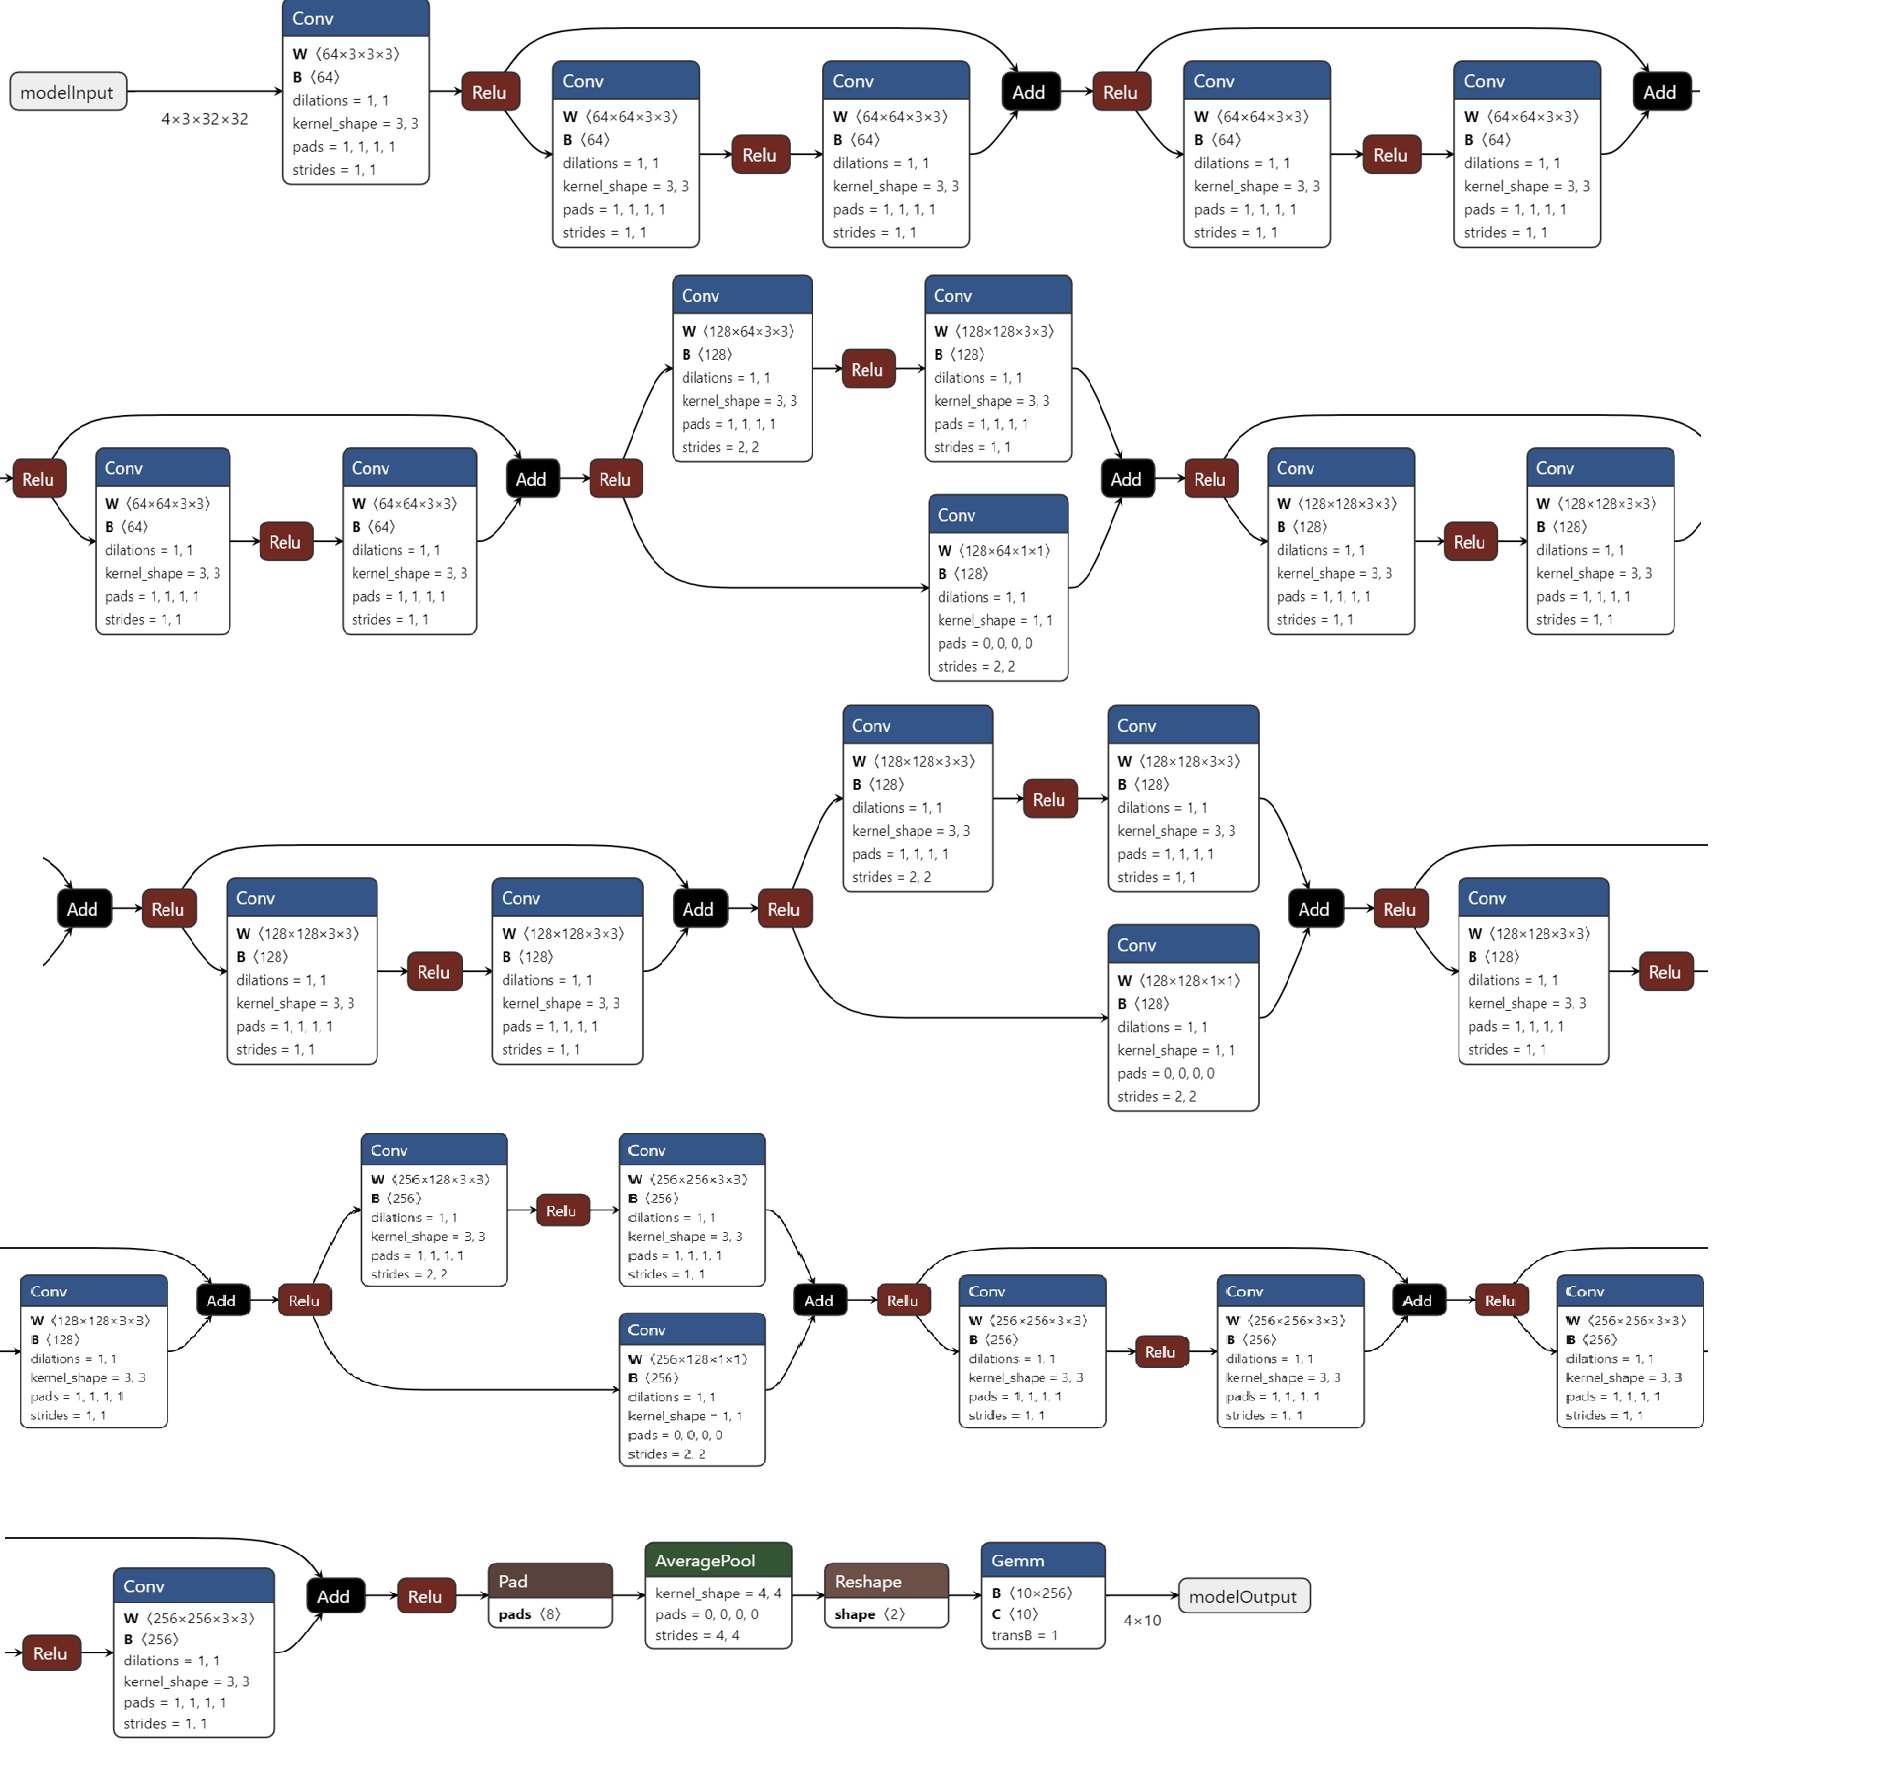 modelInput
4×3×32×32
Conv
W ⟨64×3×3×3⟩
B ⟨64⟩
dilations = 1, 1
kernel_shape = 3, 3
pads = 1, 1, 1, 1
strides = 1, 1
Relu
Conv
W ⟨64×64×3×3⟩
B ⟨64⟩
dilations = 1, 1
kernel_shape = 3, 3
pads = 1, 1, 1, 1
strides = 1, 1
Relu
Conv
W ⟨64×64×3×3⟩
B ⟨64⟩
dilations = 1, 1
kernel_shape = 3, 3
pads = 1, 1, 1, 1
strides = 1, 1
Add
Relu
Conv
W ⟨64×64×3×3⟩
B ⟨64⟩
dilations = 1, 1
kernel_shape = 3, 3
pads = 1, 1, 1, 1
strides = 1, 1
Relu
Conv
W ⟨64×64×3×3⟩
B ⟨64⟩
dilations = 1, 1
kernel_shape = 3, 3
pads = 1, 1, 1, 1
strides = 1, 1
Add
Relu
Conv
W ⟨64×64×3×3⟩
B ⟨64⟩
dilations = 1, 1
kernel_shape = 3, 3
pads = 1, 1, 1, 1
strides = 1, 1
Relu
Conv
W ⟨64×64×3×3⟩
B ⟨64⟩
dilations = 1, 1
kernel_shape = 3, 3
pads = 1, 1, 1, 1
strides = 1, 1
Add
Relu
Conv
W ⟨128×64×3×3⟩
B ⟨128⟩
dilations = 1, 1
kernel_shape = 3, 3
pads = 1, 1, 1, 1
strides = 2, 2
Relu
Conv
W ⟨128×128×3×3⟩
B ⟨128⟩
dilations = 1, 1
kernel_shape = 3, 3
pads = 1, 1, 1, 1
strides = 1, 1
Conv
W ⟨128×64×1×1⟩
B ⟨128⟩
dilations = 1, 1
kernel_shape = 1, 1
pads = 0, 0, 0, 0
strides = 2, 2
Add
Relu
Conv
W ⟨128×128×3×3⟩
B ⟨128⟩
dilations = 1, 1
kernel_shape = 3, 3
pads = 1, 1, 1, 1
strides = 1, 1
Relu
Conv
W ⟨128×128×3×3⟩
B ⟨128⟩
dilations = 1, 1
kernel_shape = 3, 3
pads = 1, 1, 1, 1
strides = 1, 1
Add
Relu
Conv
W ⟨128×128×3×3⟩
B ⟨128⟩
dilations = 1, 1
kernel_shape = 3, 3
pads = 1, 1, 1, 1
strides = 1, 1
Relu
Conv
W ⟨128×128×3×3⟩
B ⟨128⟩
dilations = 1, 1
kernel_shape = 3, 3
pads = 1, 1, 1, 1
strides = 1, 1
Add
Relu
Conv
W ⟨128×128×3×3⟩
B ⟨128⟩
dilations = 1, 1
kernel_shape = 3, 3
pads = 1, 1, 1, 1
strides = 2, 2
Relu
Conv
W ⟨128×128×3×3⟩
B ⟨128⟩
dilations = 1, 1
kernel_shape = 3, 3
pads = 1, 1, 1, 1
strides = 1, 1
Conv
W ⟨128×128×1×1⟩
B ⟨128⟩
dilations = 1, 1
kernel_shape = 1, 1
pads = 0, 0, 0, 0
strides = 2, 2
Add
Relu
Conv
W ⟨128×128×3×3⟩
B ⟨128⟩
dilations = 1, 1
kernel_shape = 3, 3
pads = 1, 1, 1, 1
strides = 1, 1
Relu
Conv
W ⟨128×128×3×3⟩
B ⟨128⟩
dilations = 1, 1
kernel_shape = 3, 3
pads = 1, 1, 1, 1
strides = 1, 1
Add
Relu
Conv
W ⟨256×128×3×3⟩
B ⟨256⟩
dilations = 1, 1
kernel_shape = 3, 3
pads = 1, 1, 1, 1
strides = 2, 2
Relu
Conv
W ⟨256×256×3×3⟩
B ⟨256⟩
dilations = 1, 1
kernel_shape = 3, 3
pads = 1, 1, 1, 1
strides = 1, 1
Conv
W ⟨256×128×1×1⟩
B ⟨256⟩
dilations = 1, 1
kernel_shape = 1, 1
pads = 0, 0, 0, 0
strides = 2, 2
Add
Relu
Conv
W ⟨256×256×3×3⟩
B ⟨256⟩
dilations = 1, 1
kernel_shape = 3, 3
pads = 1, 1, 1, 1
strides = 1, 1
Relu
Conv
W ⟨256×256×3×3⟩
B ⟨256⟩
dilations = 1, 1
kernel_shape = 3, 3
pads = 1, 1, 1, 1
strides = 1, 1
Add
Relu
Conv
W ⟨256×256×3×3⟩
B ⟨256⟩
dilations = 1, 1
kernel_shape = 3, 3
pads = 1, 1, 1, 1
strides = 1, 1
Relu
Conv
W ⟨256×256×3×3⟩
B ⟨256⟩
dilations = 1, 1
kernel_shape = 3, 3
pads = 1, 1, 1, 1
strides = 1, 1
Add
Relu
Pad
pads ⟨8⟩
AveragePool
kernel_shape = 4, 4
pads = 0, 0, 0, 0
strides = 4, 4
Reshape
shape ⟨2⟩
Gemm
B ⟨10×256⟩
C ⟨10⟩
transB = 1
4×10
modelOutput